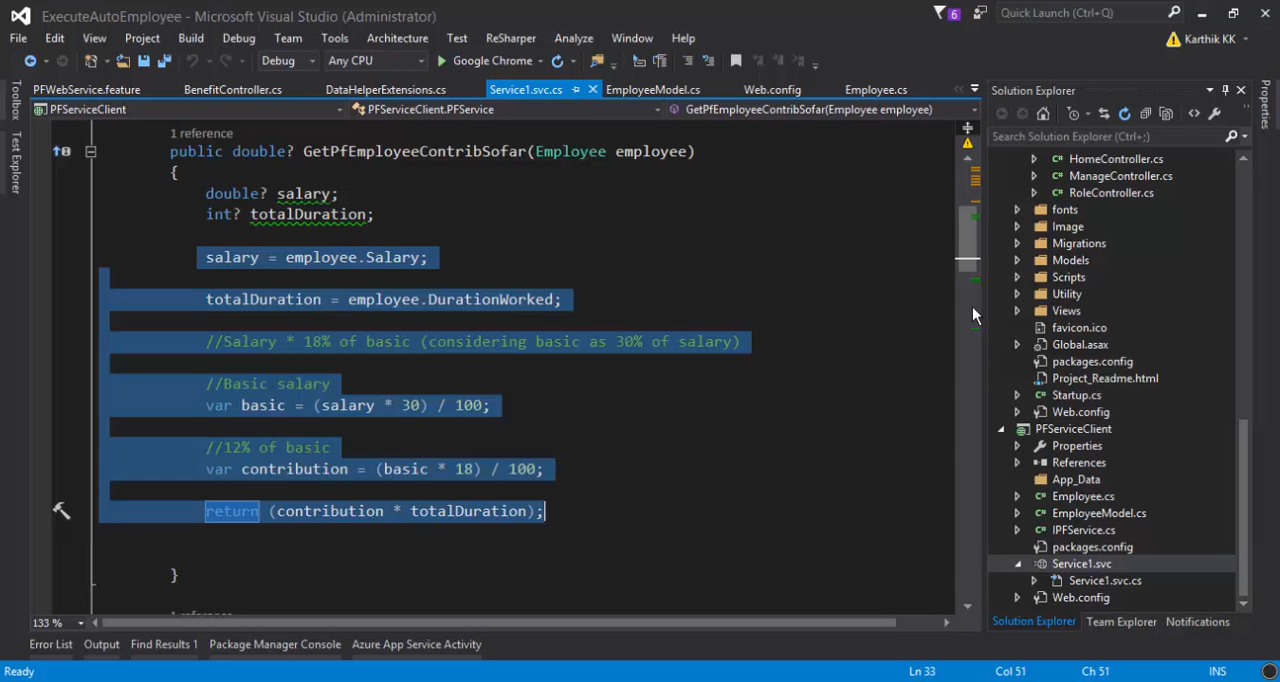 ExecuteAutoEmployee - Microsoft Visual Studio (Administrator)
6
Quick Launch (Ctrl+Q)
File Edit View Project Build Debug Team Tools Architecture Test ReSharper Analyze Window Help
Karthik KK
Debug Any CPU Google Chrome
Toolbox
Test Explorer
PFWebService.feature BenefitController.cs DataHelperExtensions.cs Service1.svc.cs EmployeeModel.cs Web.config Employee.cs
PFServiceClient PFServiceClient.PFService GetPfEmployeeContribSofar(Employee employee)
1 reference
public double? GetPfEmployeeContribSofar(Employee employee)
{
double? salary;
int? totalDuration;
salary = employee.Salary;
totalDuration = employee.DurationWorked;
//Salary * 18% of basic (considering basic as 30% of salary)
//Basic salary
var basic = (salary * 30) / 100;
//12% of basic
var contribution = (basic * 18) / 100;
return (contribution * totalDuration);
}
133 %
Solution Explorer
Search Solution Explorer (Ctrl+;)
HomeController.cs
ManageController.cs
RoleController.cs
fonts
Image
Migrations
Models
Scripts
Utility
Views
favicon.ico
Global.asax
packages.config
Project_Readme.html
Startup.cs
Web.config
PFServiceClient
Properties
References
App_Data
Employee.cs
EmployeeModel.cs
IPFService.cs
packages.config
Service1.svc
Service1.svc.cs
Web.config
Solution Explorer Team Explorer Notifications
Properties
Error List Output Find Results 1 Package Manager Console Azure App Service Activity
Ready Ln 33 Col 51 Ch 51 INS